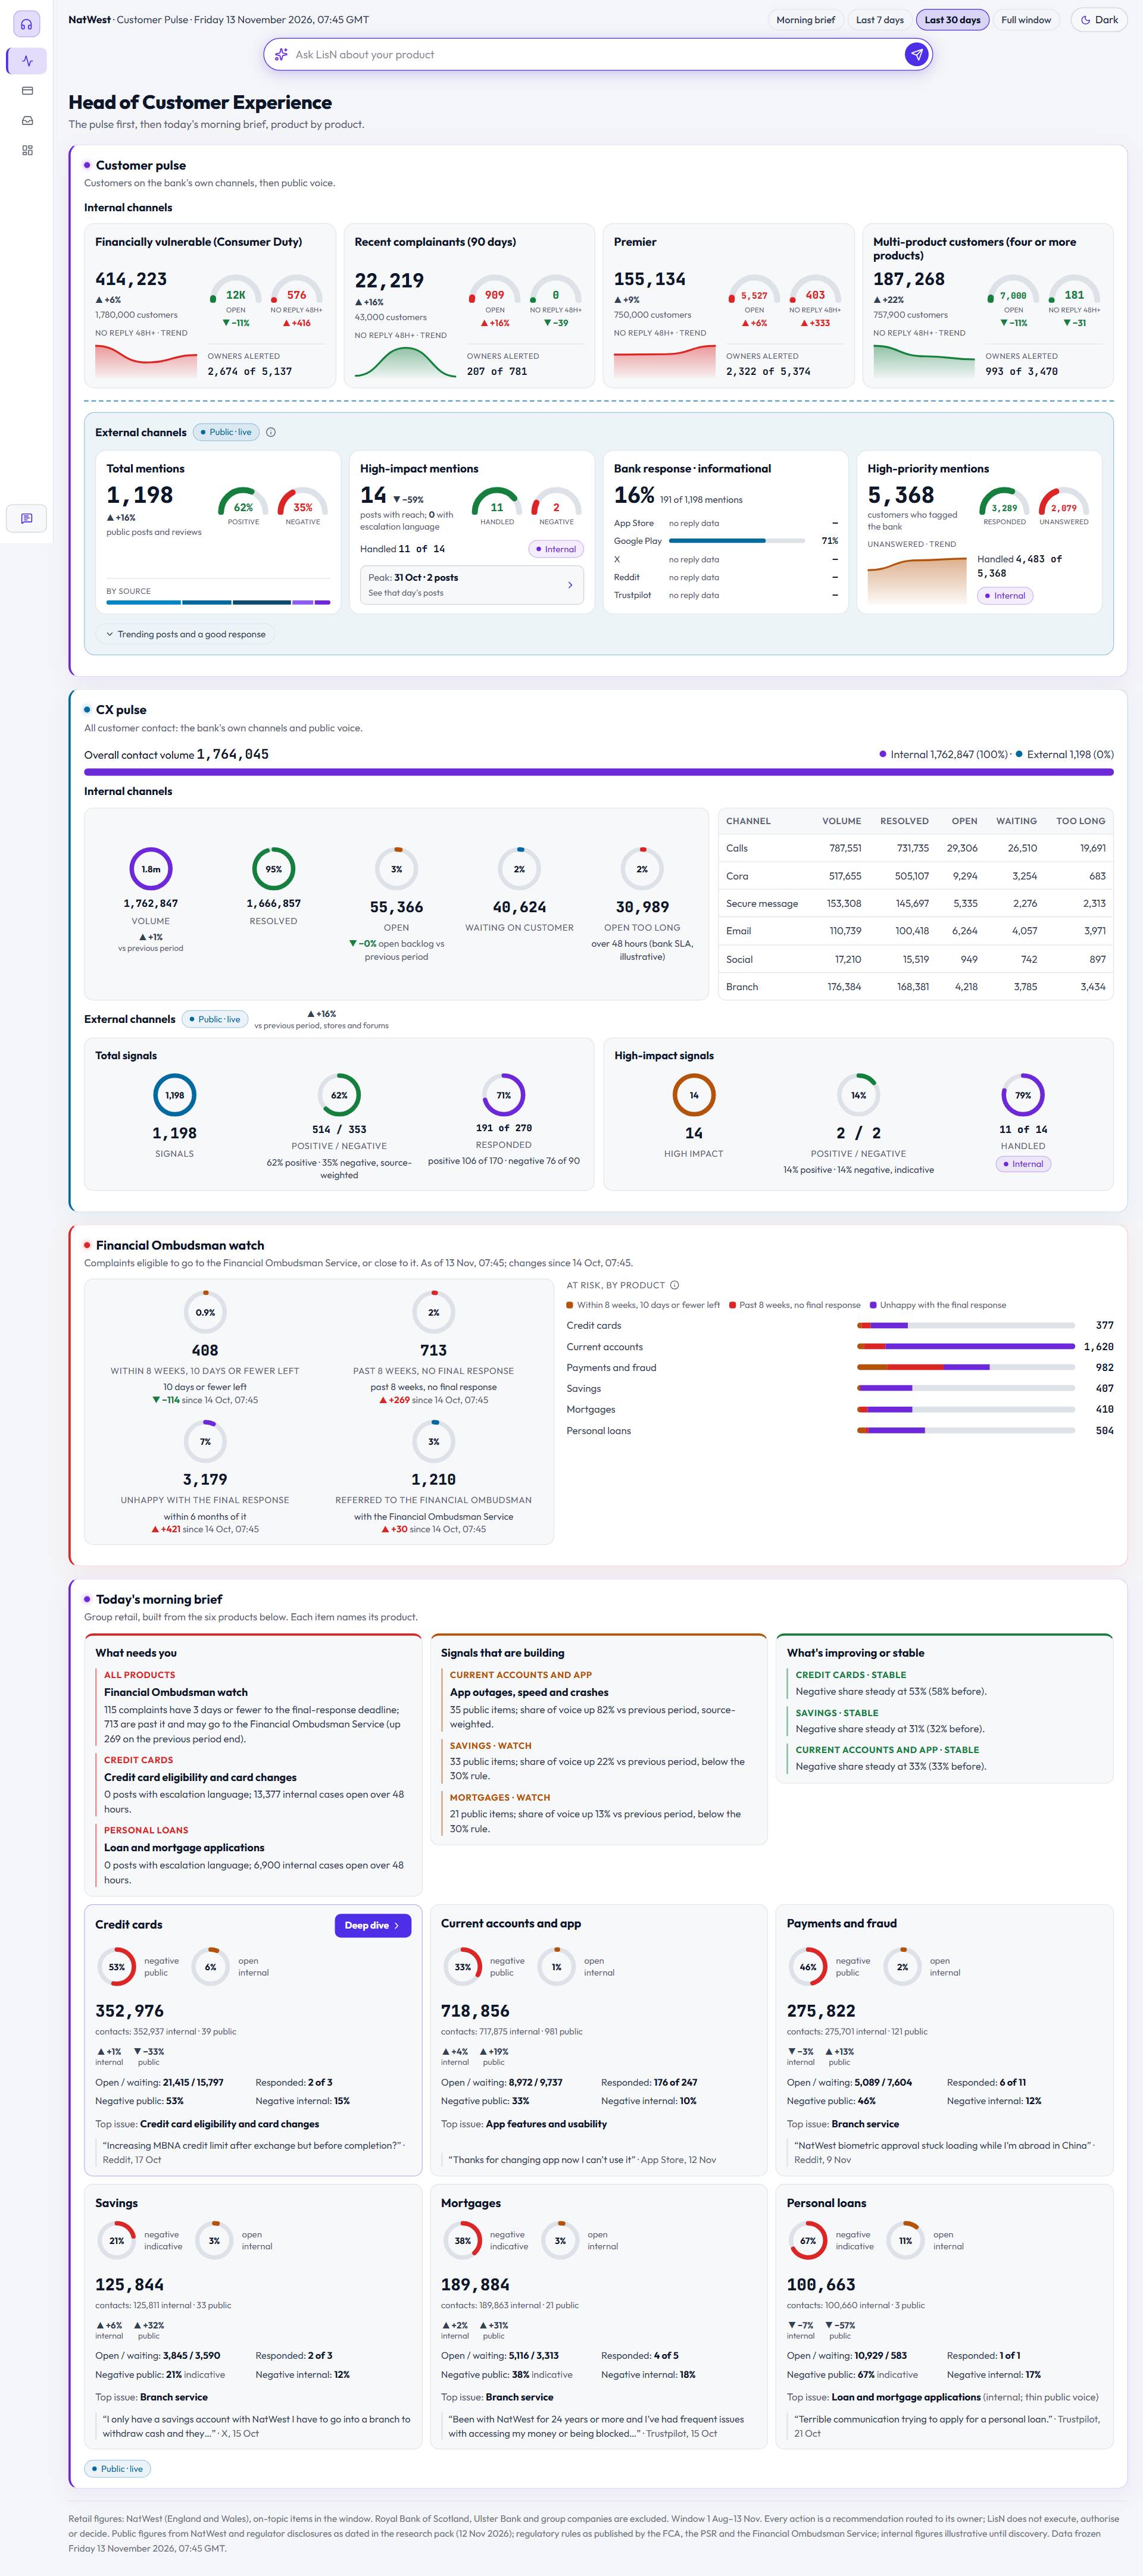 NatWest · Customer Pulse · Friday 13 November 2026, 07:45 GMT
Morning brief
Last 7 days
Last 30 days
Full window
Dark
Ask LisN about your product
Head of Customer Experience
The pulse first, then today's morning brief, product by product.
Customer pulse
Customers on the bank's own channels, then public voice.
Internal channels
Financially vulnerable (Consumer Duty)
414,223
▲ +6%
1,780,000 customers
12K
OPEN
▼ −11%
576
NO REPLY 48H+
▲ +416
NO REPLY 48H+ · TREND
OWNERS ALERTED
2,674 of 5,137
Recent complainants (90 days)
22,219
▲ +16%
43,000 customers
909
OPEN
▲ +16%
0
NO REPLY 48H+
▼ −39
NO REPLY 48H+ · TREND
OWNERS ALERTED
207 of 781
Premier
155,134
▲ +9%
750,000 customers
5,527
OPEN
▲ +6%
403
NO REPLY 48H+
▲ +333
NO REPLY 48H+ · TREND
OWNERS ALERTED
2,322 of 5,374
Multi-product customers (four or more
products)
187,268
▲ +22%
757,900 customers
7,000
OPEN
▼ −11%
181
NO REPLY 48H+
▼ −31
NO REPLY 48H+ · TREND
OWNERS ALERTED
993 of 3,470
External channels
Public · live
Total mentions
1,198
▲ +16%
public posts and reviews
62%
POSITIVE
35%
NEGATIVE
BY SOURCE
High-impact mentions
14 ▼ −59%
posts with reach; 0 with
escalation language
11
HANDLED
2
NEGATIVE
Handled 11 of 14
Internal
Peak: 31 Oct · 2 posts
See that day's posts
Bank response · informational
16% 191 of 1,198 mentions
App Store no reply data –
Google Play 71%
X no reply data –
Reddit no reply data –
Trustpilot no reply data –
High-priority mentions
5,368
customers who tagged
the bank
3,289
RESPONDED
2,079
UNANSWERED
UNANSWERED · TREND
Handled 4,483 of
5,368
Internal
Trending posts and a good response
CX pulse
All customer contact: the bank's own channels and public voice.
Overall contact volume 1,764,045
Internal 1,762,847 (100%) · External 1,198 (0%)
Internal channels
1.8m
1,762,847
VOLUME
▲ +1%
vs previous period
95%
1,666,857
RESOLVED
3%
55,366
OPEN
▼ −0% open backlog vs
previous period
2%
40,624
WAITING ON CUSTOMER
2%
30,989
OPEN TOO LONG
over 48 hours (bank SLA,
illustrative)
CHANNEL VOLUME RESOLVED OPEN WAITING TOO LONG
Calls 787,551 731,735 29,306 26,510 19,691
Cora 517,655 505,107 9,294 3,254 683
Secure message 153,308 145,697 5,335 2,276 2,313
Email 110,739 100,418 6,264 4,057 3,971
Social 17,210 15,519 949 742 897
Branch 176,384 168,381 4,218 3,785 3,434
External channels
Public · live
▲ +16%
vs previous period, stores and forums
Total signals
1,198
1,198
SIGNALS
62%
514 / 353
POSITIVE / NEGATIVE
62% positive · 35% negative, source-
weighted
71%
191 of 270
RESPONDED
positive 106 of 170 · negative 76 of 90
High-impact signals
14
14
HIGH IMPACT
14%
2 / 2
POSITIVE / NEGATIVE
14% positive · 14% negative, indicative
79%
11 of 14
HANDLED
Internal
Financial Ombudsman watch
Complaints eligible to go to the Financial Ombudsman Service, or close to it. As of 13 Nov, 07:45; changes since 14 Oct, 07:45.
0.9%
408
WITHIN 8 WEEKS, 10 DAYS OR FEWER LEFT
10 days or fewer left
▼ −114 since 14 Oct, 07:45
2%
713
PAST 8 WEEKS, NO FINAL RESPONSE
past 8 weeks, no final response
▲ +269 since 14 Oct, 07:45
7%
3,179
UNHAPPY WITH THE FINAL RESPONSE
within 6 months of it
▲ +421 since 14 Oct, 07:45
3%
1,210
REFERRED TO THE FINANCIAL OMBUDSMAN
with the Financial Ombudsman Service
▲ +30 since 14 Oct, 07:45
AT RISK, BY PRODUCT
Within 8 weeks, 10 days or fewer left
Past 8 weeks, no final response
Unhappy with the final response
Credit cards 377
Current accounts 1,620
Payments and fraud 982
Savings 407
Mortgages 410
Personal loans 504
Today's morning brief
Group retail, built from the six products below. Each item names its product.
What needs you
ALL PRODUCTS
Financial Ombudsman watch
115 complaints have 3 days or fewer to the final-response deadline;
713 are past it and may go to the Financial Ombudsman Service (up
269 on the previous period end).
CREDIT CARDS
Credit card eligibility and card changes
0 posts with escalation language; 13,377 internal cases open over 48
hours.
PERSONAL LOANS
Loan and mortgage applications
0 posts with escalation language; 6,900 internal cases open over 48
hours.
Signals that are building
CURRENT ACCOUNTS AND APP
App outages, speed and crashes
35 public items; share of voice up 82% vs previous period, source-
weighted.
SAVINGS · WATCH
33 public items; share of voice up 22% vs previous period, below the
30% rule.
MORTGAGES · WATCH
21 public items; share of voice up 13% vs previous period, below the
30% rule.
What's improving or stable
CREDIT CARDS · STABLE
Negative share steady at 53% (58% before).
SAVINGS · STABLE
Negative share steady at 31% (32% before).
CURRENT ACCOUNTS AND APP · STABLE
Negative share steady at 33% (33% before).
Credit cards
Deep dive
53%
negative
public
6%
open
internal
352,976
contacts: 352,937 internal · 39 public
▲ +1% ▼ −33%
internal public
Open / waiting: 21,415 / 15,797 Responded: 2 of 3
Negative public: 53% Negative internal: 15%
Top issue: Credit card eligibility and card changes
“Increasing MBNA credit limit after exchange but before completion?” ·
Reddit, 17 Oct
Current accounts and app
33%
negative
public
1%
open
internal
718,856
contacts: 717,875 internal · 981 public
▲ +4% ▲ +19%
internal public
Open / waiting: 8,972 / 9,737 Responded: 176 of 247
Negative public: 33% Negative internal: 10%
Top issue: App features and usability
“Thanks for changing app now I can't use it” · App Store, 12 Nov
Payments and fraud
46%
negative
public
2%
open
internal
275,822
contacts: 275,701 internal · 121 public
▼ −3% ▲ +13%
internal public
Open / waiting: 5,089 / 7,604 Responded: 6 of 11
Negative public: 46% Negative internal: 12%
Top issue: Branch service
“NatWest biometric approval stuck loading while I'm abroad in China” ·
Reddit, 9 Nov
Savings
21%
negative
indicative
3%
open
internal
125,844
contacts: 125,811 internal · 33 public
▲ +6% ▲ +32%
internal public
Open / waiting: 3,845 / 3,590 Responded: 2 of 3
Negative public: 21% indicative Negative internal: 12%
Top issue: Branch service
“I only have a savings account with NatWest I have to go into a branch to
withdraw cash and they…” · X, 15 Oct
Mortgages
38%
negative
indicative
3%
open
internal
189,884
contacts: 189,863 internal · 21 public
▲ +2% ▲ +31%
internal public
Open / waiting: 5,116 / 3,313 Responded: 4 of 5
Negative public: 38% indicative Negative internal: 18%
Top issue: Branch service
“Been with NatWest for 24 years or more and I've had frequent issues
with accessing my money or being blocked…” · Trustpilot, 15 Oct
Personal loans
67%
negative
indicative
11%
open
internal
100,663
contacts: 100,660 internal · 3 public
▼ −7% ▼ −57%
internal public
Open / waiting: 10,929 / 583 Responded: 1 of 1
Negative public: 67% indicative Negative internal: 17%
Top issue: Loan and mortgage applications (internal; thin public voice)
“Terrible communication trying to apply for a personal loan.” · Trustpilot,
21 Oct
Public · live
Retail figures: NatWest (England and Wales), on-topic items in the window. Royal Bank of Scotland, Ulster Bank and group companies are excluded. Window 1 Aug–13 Nov. Every action is a recommendation routed to its owner; LisN does not execute, authorise
or decide. Public figures from NatWest and regulator disclosures as dated in the research pack (12 Nov 2026); regulatory rules as published by the FCA, the PSR and the Financial Ombudsman Service; internal figures illustrative until discovery. Data frozen
Friday 13 November 2026, 07:45 GMT.